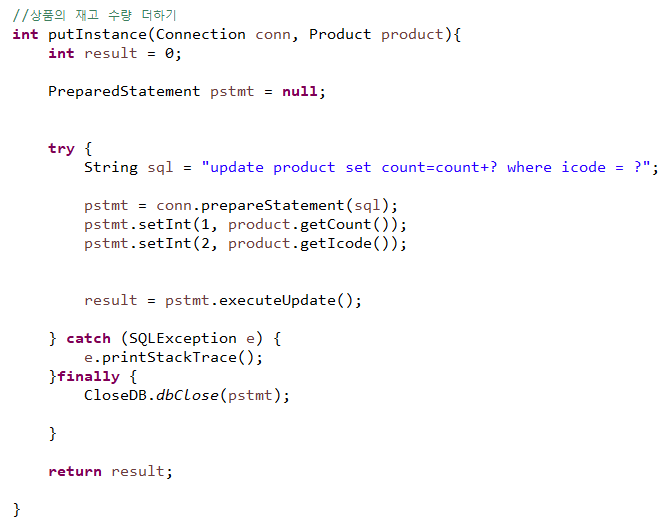 //상품의 재고 수량 더하기
int putInstance(Connection conn, Product product){
    int result = 0;
    PreparedStatement pstmt = null;
    try {
        String sql = "update product set count=count+? where icode = ?";
        pstmt = conn.prepareStatement(sql);
        pstmt.setInt(1, product.getCount());
        pstmt.setInt(2, product.getIcode());
        result = pstmt.executeUpdate();
    } catch (SQLException e) {
        e.printStackTrace();
    }finally {
        CloseDB.dbClose(pstmt);
    }
    return result;
}